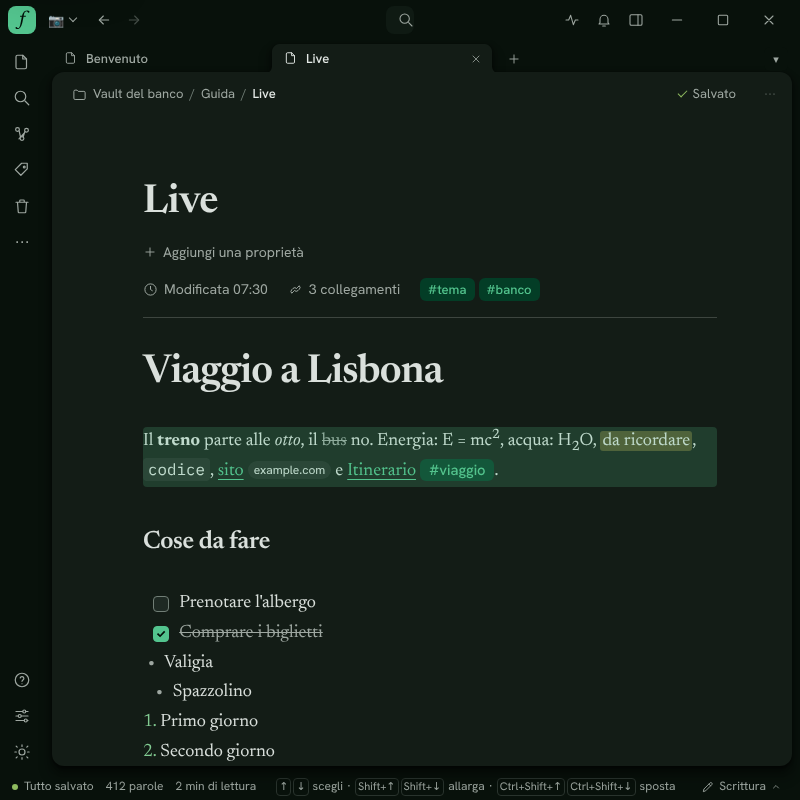 f
Benvenuto
Live
Vault del banco / Guida / Live
Salvato
Live
Aggiungi una proprietà
Modificata 07:30 3 collegamenti #tema #banco
Viaggio a Lisbona
Il treno parte alle otto, il bus no. Energia: E = mc², acqua: H₂O, da ricordare,
codice, sito example.com e Itinerario #viaggio.
Cose da fare
Prenotare l'albergo
Comprare i biglietti
• Valigia
• Spazzolino
1. Primo giorno
2. Secondo giorno
Tutto salvato 412 parole 2 min di lettura ↑ ↓ scegli · Shift+↑ Shift+↓ allarga · Ctrl+Shift+↑ Ctrl+Shift+↓ sposta Scrittura